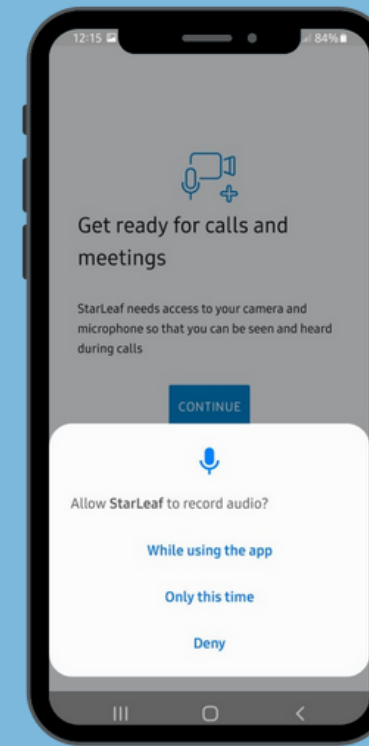 12:15
84%
Get ready for calls and
meetings
StarLeaf needs access to your camera and
microphone so that you can be seen and heard
during calls
CONTINUE
Allow StarLeaf to record audio?
While using the app
Only this time
Deny